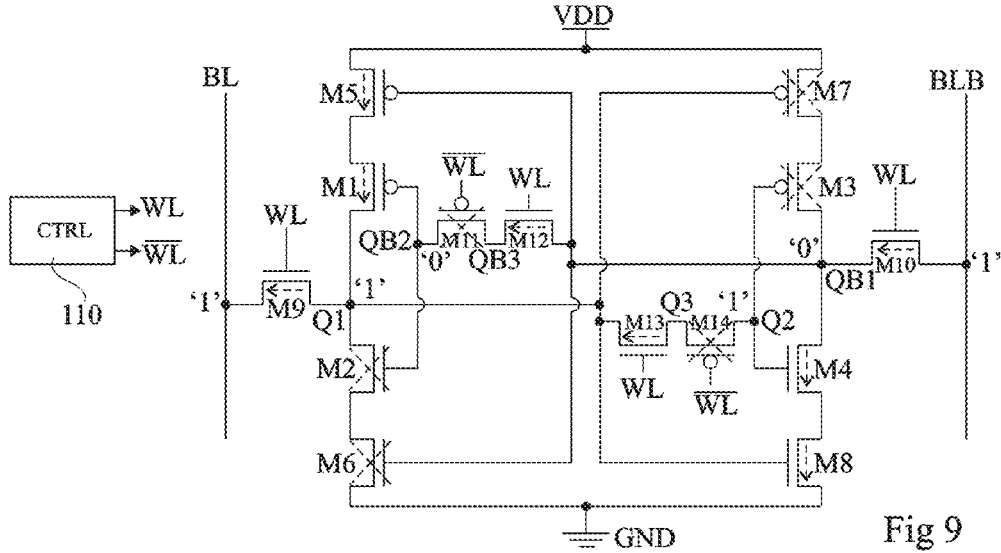 VDD
BL
BLB
M5
M7
WL
WL
WL
M1
M3
CTRL
WL
WL
QB2
M11
M12
‘0’
QB3
‘0’
QB1
M10
‘1’
WL
110
‘1’
M9
Q1
‘1’
Q3
‘1’
M13
M14
Q2
M2
M4
WL
WL
M6
M8
GND
Fig 9